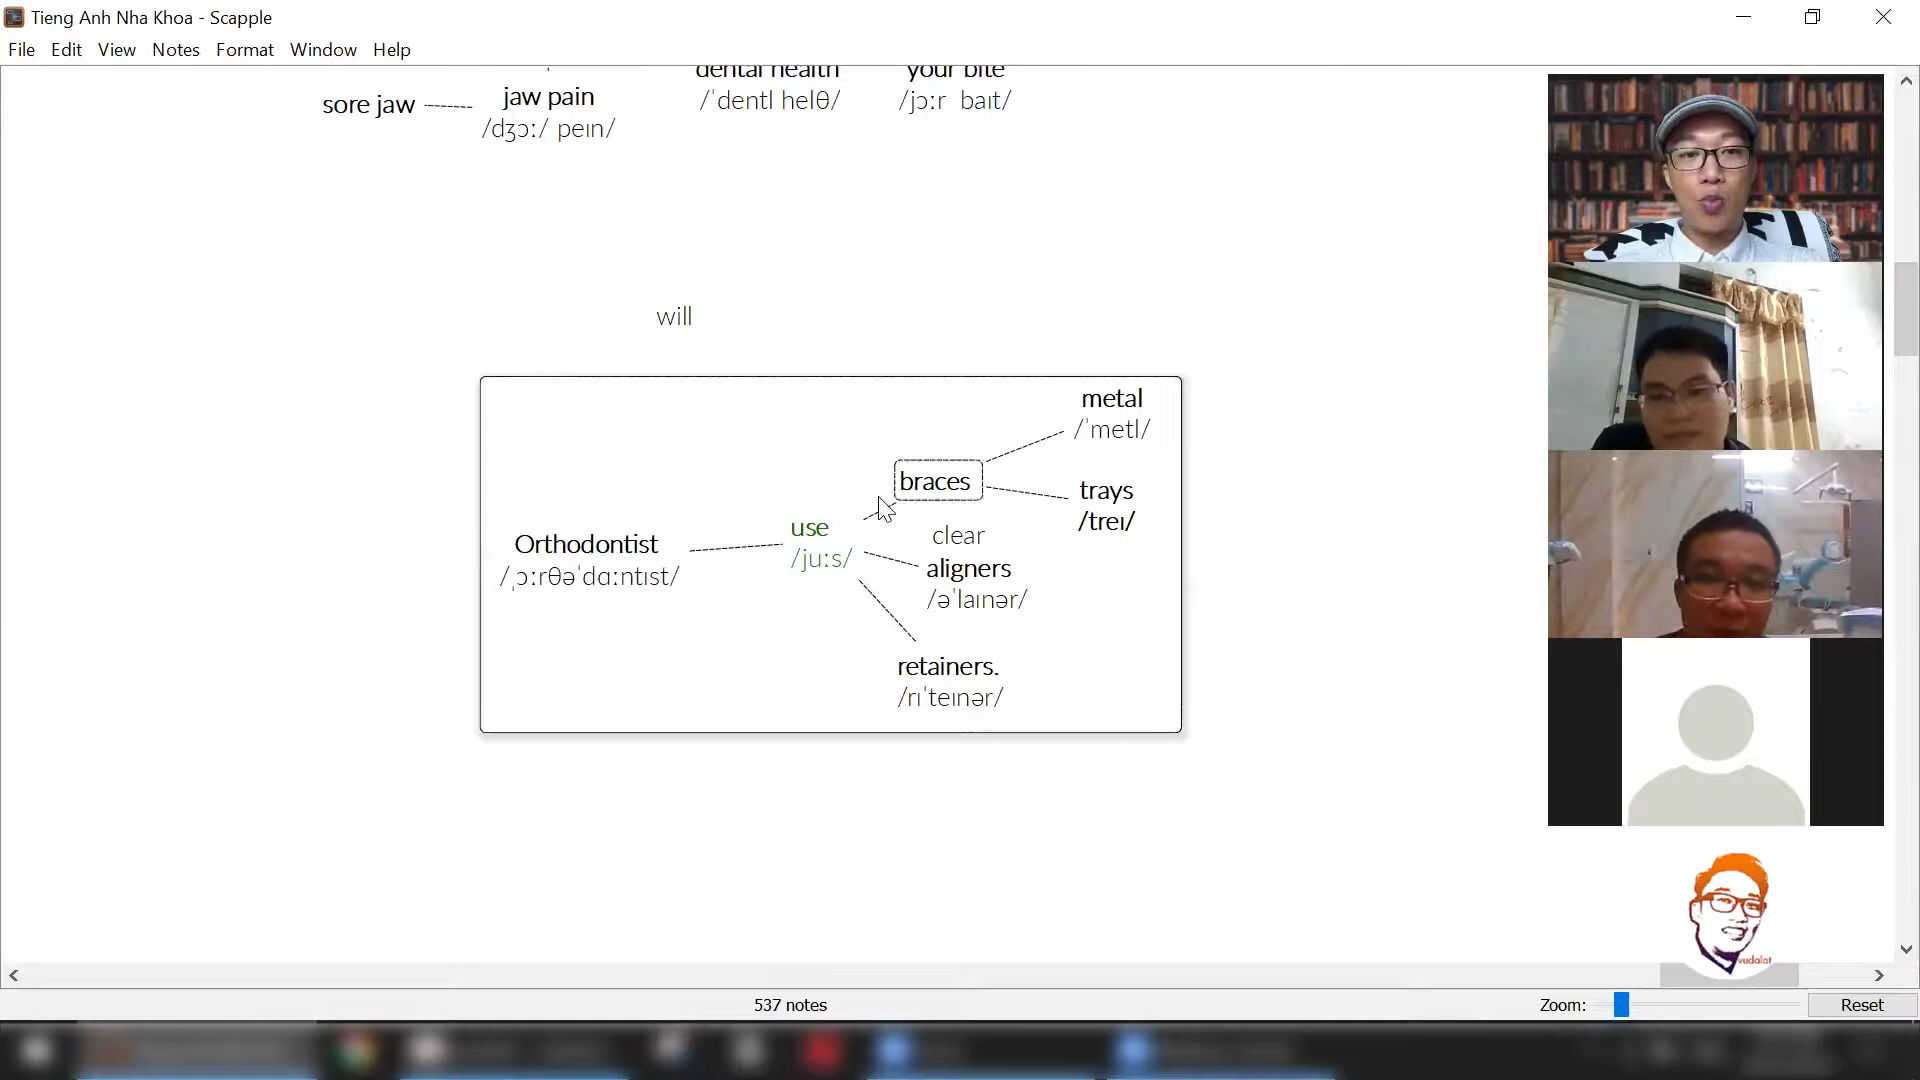 Tieng Anh Nha Khoa - Scapple
File Edit View Notes Format Window Help
dental health your bite
sore jaw jaw pain /ˈdentl helθ/ /jɔːr baɪt/
/dʒɔː/ peɪn/
will
metal
/ˈmetl/
braces
trays
/treɪ/
use
/juːs/
clear
aligners
/əˈlaɪnər/
Orthodontist
/ˌɔːrθəˈdɑːntɪst/
retainers.
/rɪˈteɪnər/
vudalat
537 notes
Zoom: Reset